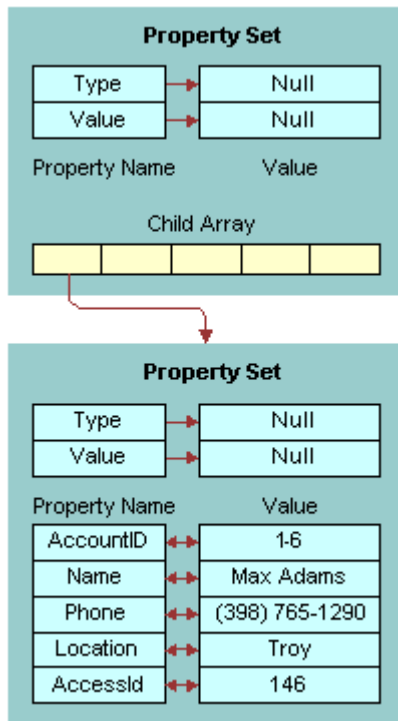 Property Set
Type Null
Value Null
Property Name Value
Child Array
Property Set
Type Null
Value Null
Property Name Value
AccountID 1-6
Name Max Adams
Phone (398) 765-1290
Location Troy
AccessId 146